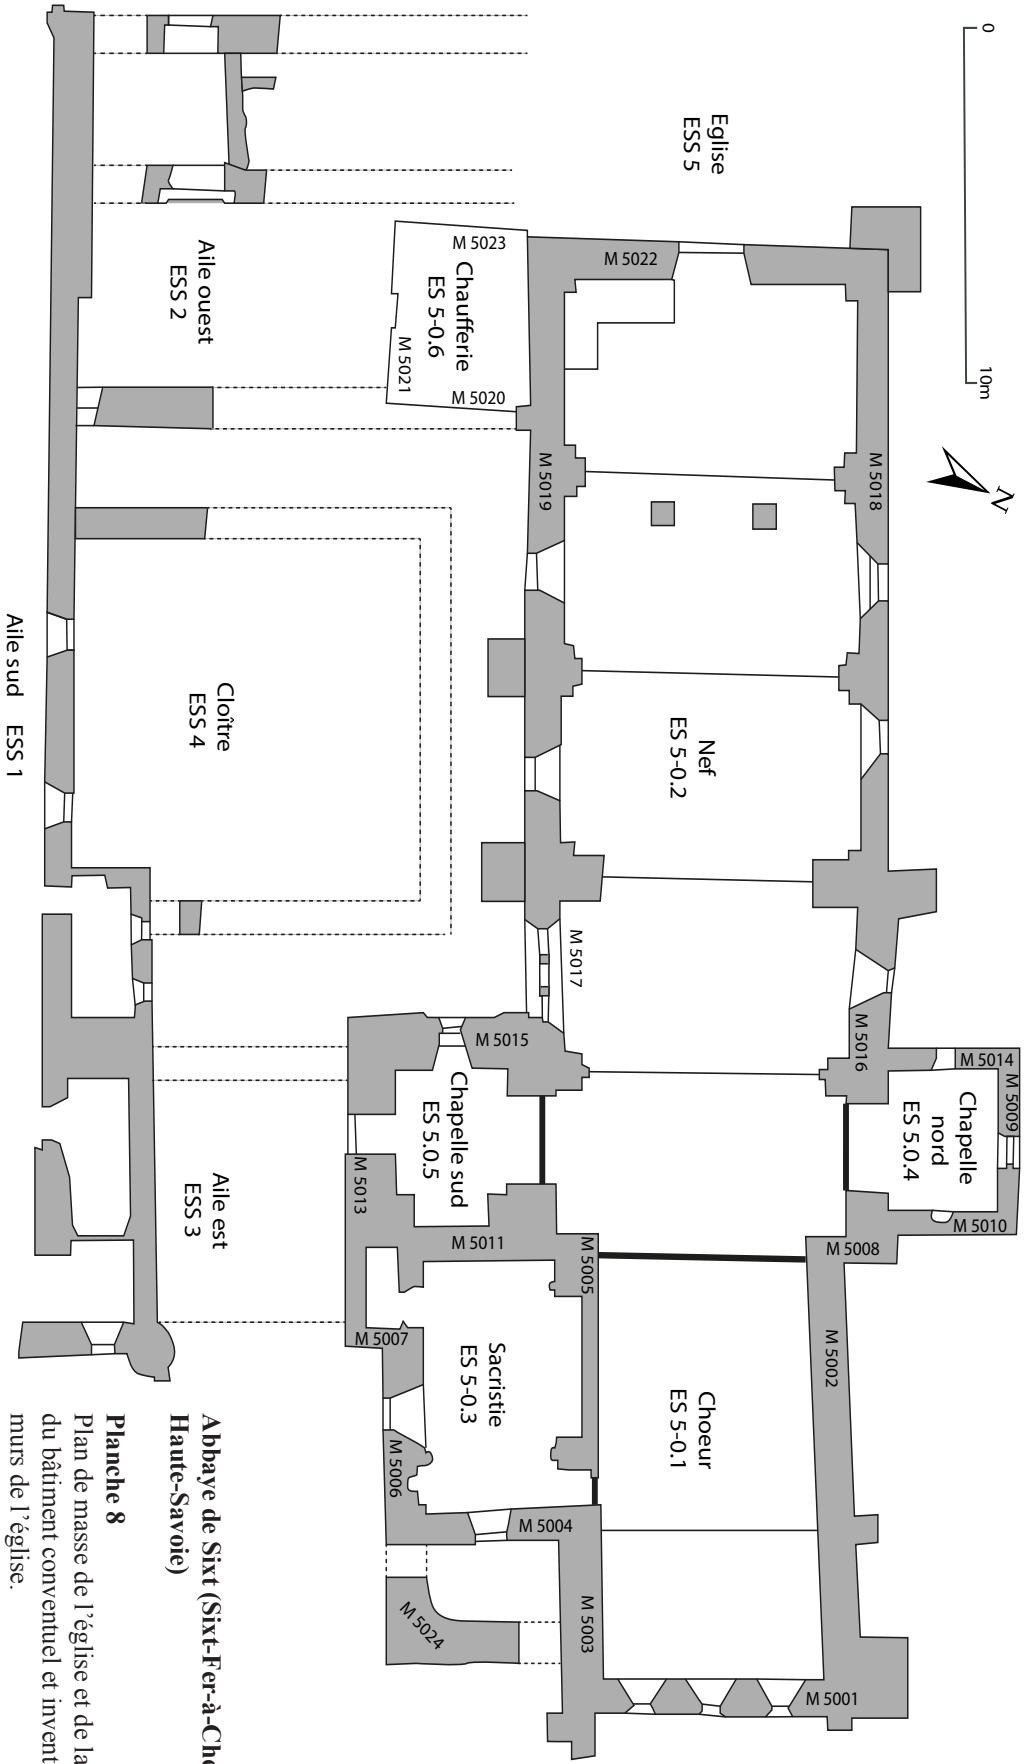 0
10m
N
Eglise
ESS 5
M 5023
Chaufferie
ES 5-0.6
M 5021
M 5020
M 5022
Aile ouest
ESS 2
M 5019
M 5018
Nef
ES 5-0.2
Cloître
ESS 4
Aile sud ESS 1
M 5017
M 5016
M 5014
M 5009
Chapelle
nord
ES 5.0.4
M 5010
M 5008
M 5015
Chapelle sud
ES 5.0.5
M 5013
M 5011
M 5005
Aile est
ESS 3
M 5007
Sacristie
ES 5-0.3
M 5006
M 5004
M 5002
Choeur
ES 5-0.1
M 5003
M 5024
M 5001
Abbaye de Sixt (Sixt-Fer-à-Che
Haute-Savoie)
Planche 8
Plan de masse de l'église et de la
du bâtiment conventuel et invent
murs de l'église.